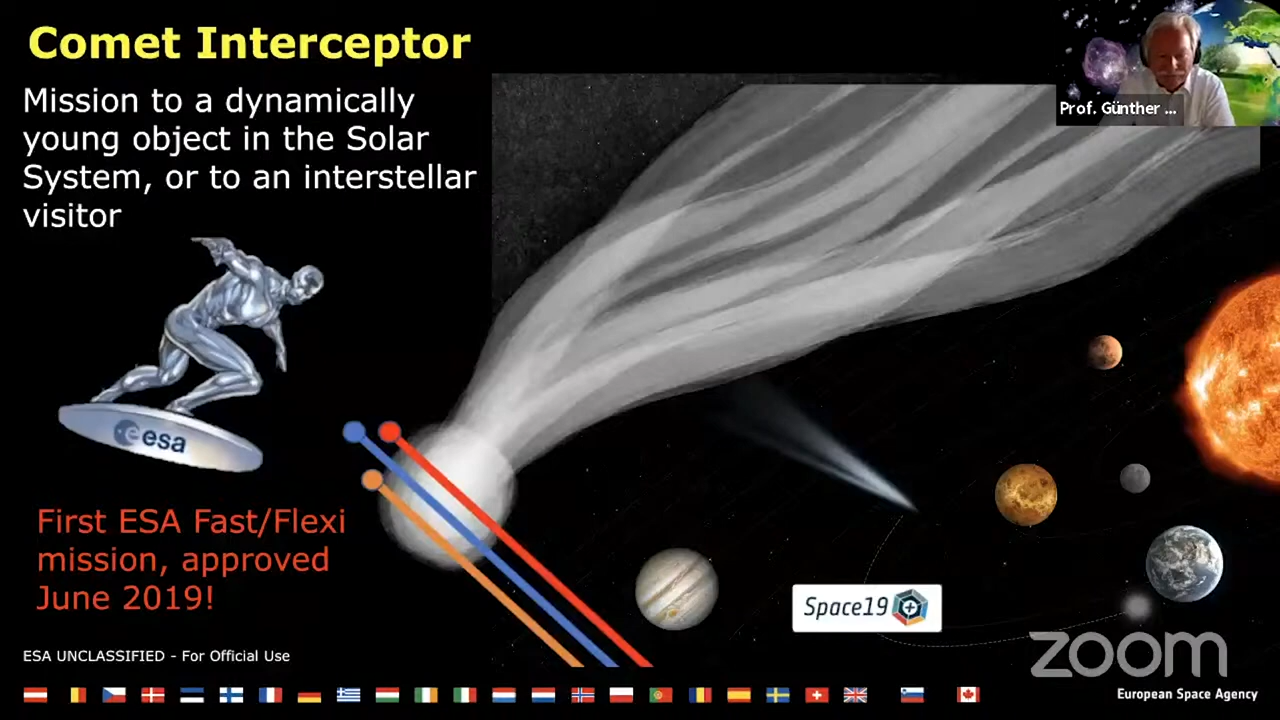 Comet Interceptor
Mission to a dynamically
young object in the Solar
System, or to an interstellar
visitor
Prof. Günther ...
esa
First ESA Fast/Flexi
mission, approved
June 2019!
Space19
ESA UNCLASSIFIED - For Official Use
zoom
European Space Agency